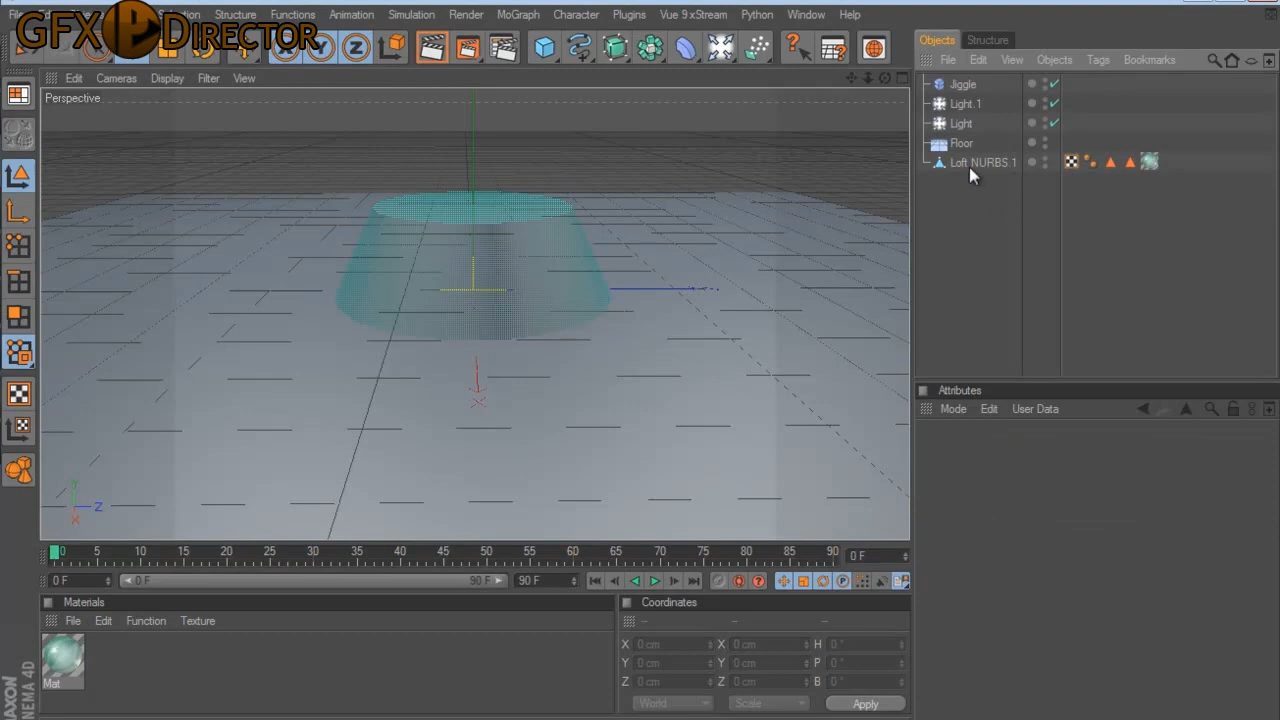 GFX DIRECTOR
Selection Structure Functions Animation Simulation Render MoGraph Character Plugins Vue 9 xStream Python Window Help
X Y Z
Edit Cameras Display Filter View
Perspective
Y
Z
X
X
0 5 10 15 20 25 30 35 40 45 50 55 60 65 70 75 80 85 90 0 F
0 F 0 F 90 F 90 F
Materials
File Edit Function Texture
Mat
Coordinates
-- -- --
X 0 cm X 0 cm H 0 °
Y 0 cm Y 0 cm P 0 °
Z 0 cm Z 0 cm B 0 °
World Scale Apply
Objects Structure
File Edit View Objects Tags Bookmarks
Jiggle
Light.1
Light
Floor
Loft NURBS.1
Attributes
Mode Edit User Data